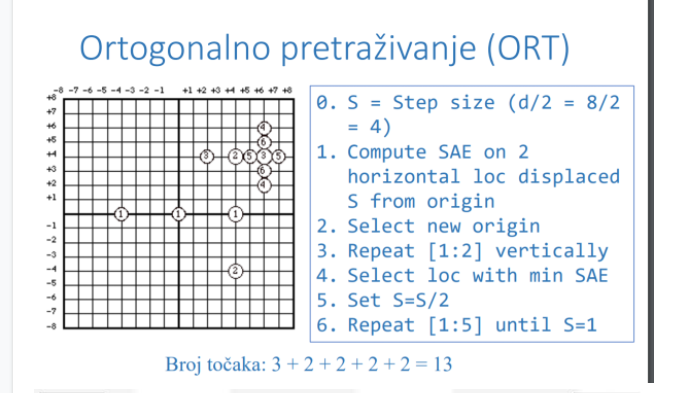 Ortogonalno pretraživanje (ORT)
-8 -7 -6 -5 -4 -3 -2 -1 +1 +2 +3 +4 +5 +6 +7 +8
+8
+7
+6
+5
+4
+3
+2
+1
-1
-2
-3
-4
-5
-6
-7
-8
4
6
3 2 5 3 5
6
4
1 1 1
2
0. S = Step size (d/2 = 8/2
= 4)
1. Compute SAE on 2
horizontal loc displaced
S from origin
2. Select new origin
3. Repeat [1:2] vertically
4. Select loc with min SAE
5. Set S=S/2
6. Repeat [1:5] until S=1
Broj točaka: 3 + 2 + 2 + 2 + 2 + 2 = 13